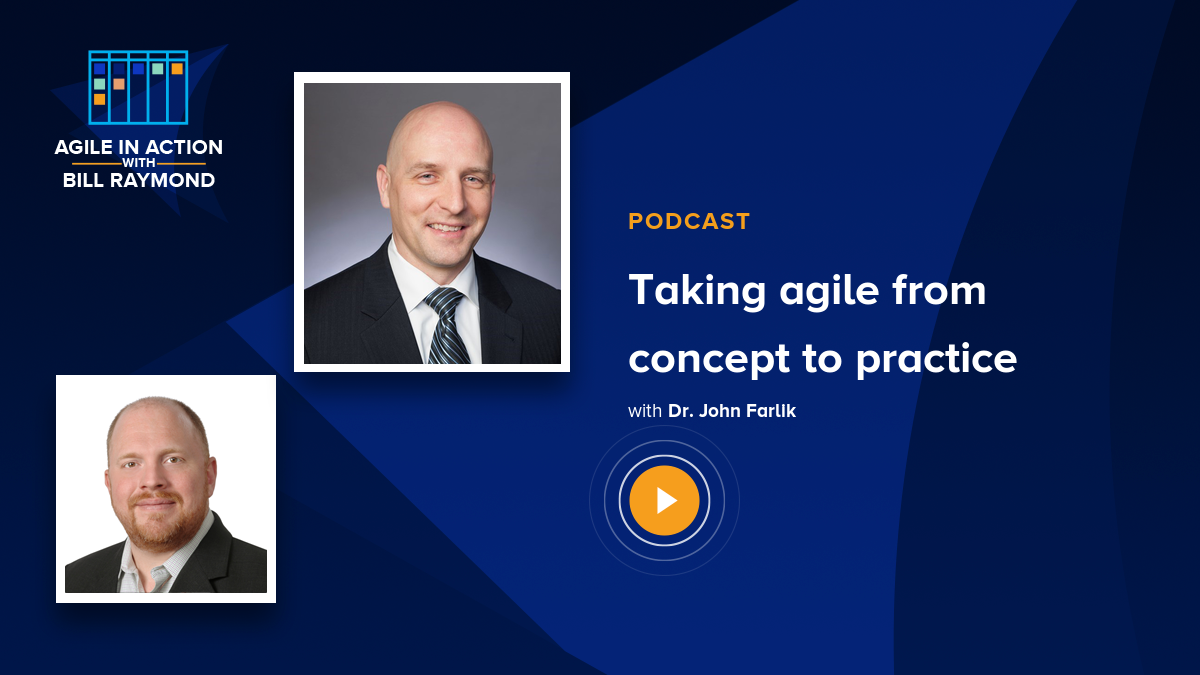 AGILE IN ACTION
WITH
BILL RAYMOND
PODCAST
Taking agile from
concept to practice
with Dr. John Farlik